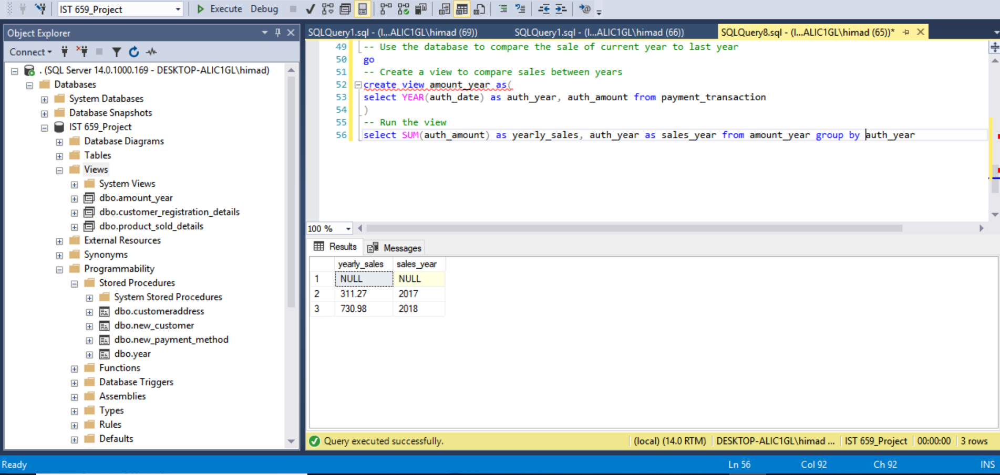 IST 659_Project
Execute
Debug
Object Explorer
Connect
. (SQL Server 14.0.1000.169 - DESKTOP-ALIC1GL\himad)
Databases
System Databases
Database Snapshots
IST 659_Project
Database Diagrams
Tables
Views
System Views
dbo.amount_year
dbo.customer_registration_details
dbo.product_sold_details
External Resources
Synonyms
Programmability
Stored Procedures
System Stored Procedures
dbo.customeraddress
dbo.new_customer
dbo.new_payment_method
dbo.year
Functions
Database Triggers
Assemblies
Types
Rules
Defaults
SQLQuery1.sql - (l...ALIC1GL\himad (69))
SQLQuery1.sql - (l...ALIC1GL\himad (66))
SQLQuery8.sql - (l...ALIC1GL\himad (65))*
49 -- Use the database to compare the sale of current year to last year
50 go
51 -- Create a view to compare sales between years
52 create view amount_year as(
53 select YEAR(auth_date) as auth_year, auth_amount from payment_transaction
54 )
55 -- Run the view
56 select SUM(auth_amount) as yearly_sales, auth_year as sales_year from amount_year group by auth_year
100 %
Results
Messages
yearly_sales sales_year
1 NULL NULL
2 311.27 2017
3 730.98 2018
Query executed successfully.
(local) (14.0 RTM)
DESKTOP-ALIC1GL\himad ...
IST 659_Project
00:00:00
3 rows
Ready
Ln 56
Col 92
Ch 92
INS